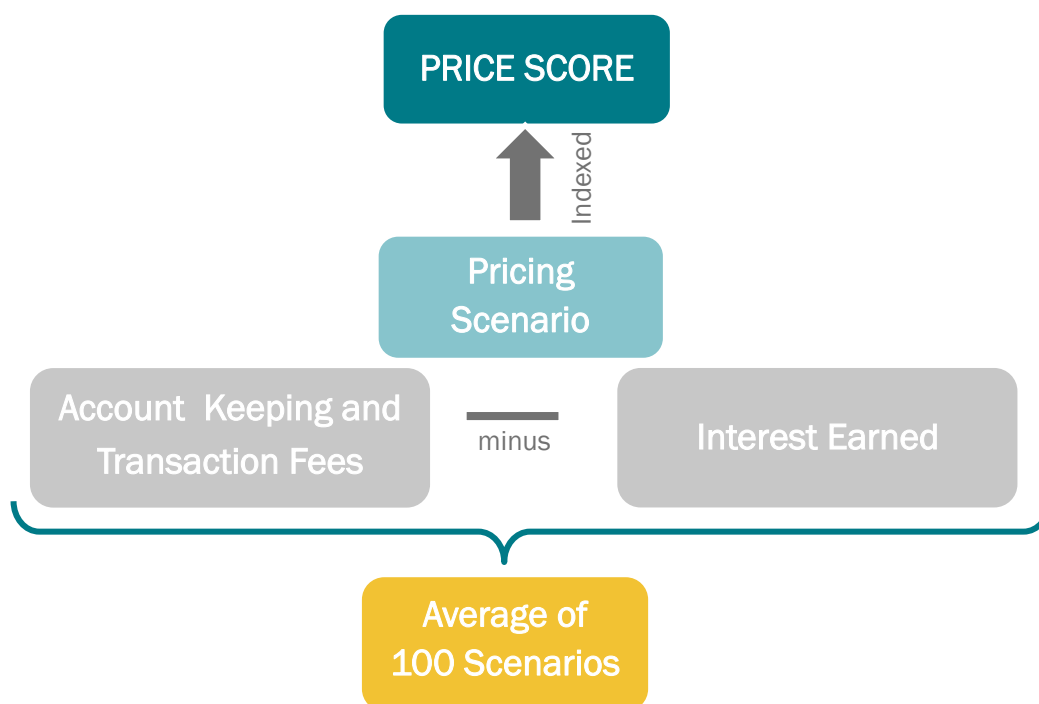 PRICE SCORE
Indexed
Pricing
Scenario
Account Keeping and
Transaction Fees
minus
Interest Earned
Average of
100 Scenarios